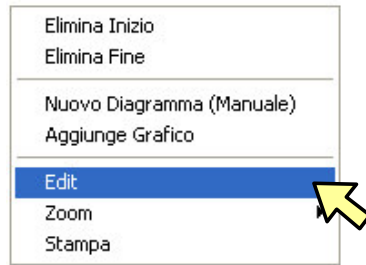 Elimina Inizio
Elimina Fine
Nuovo Diagramma (Manuale)
Aggiunge Grafico
Edit
Zoom
Stampa